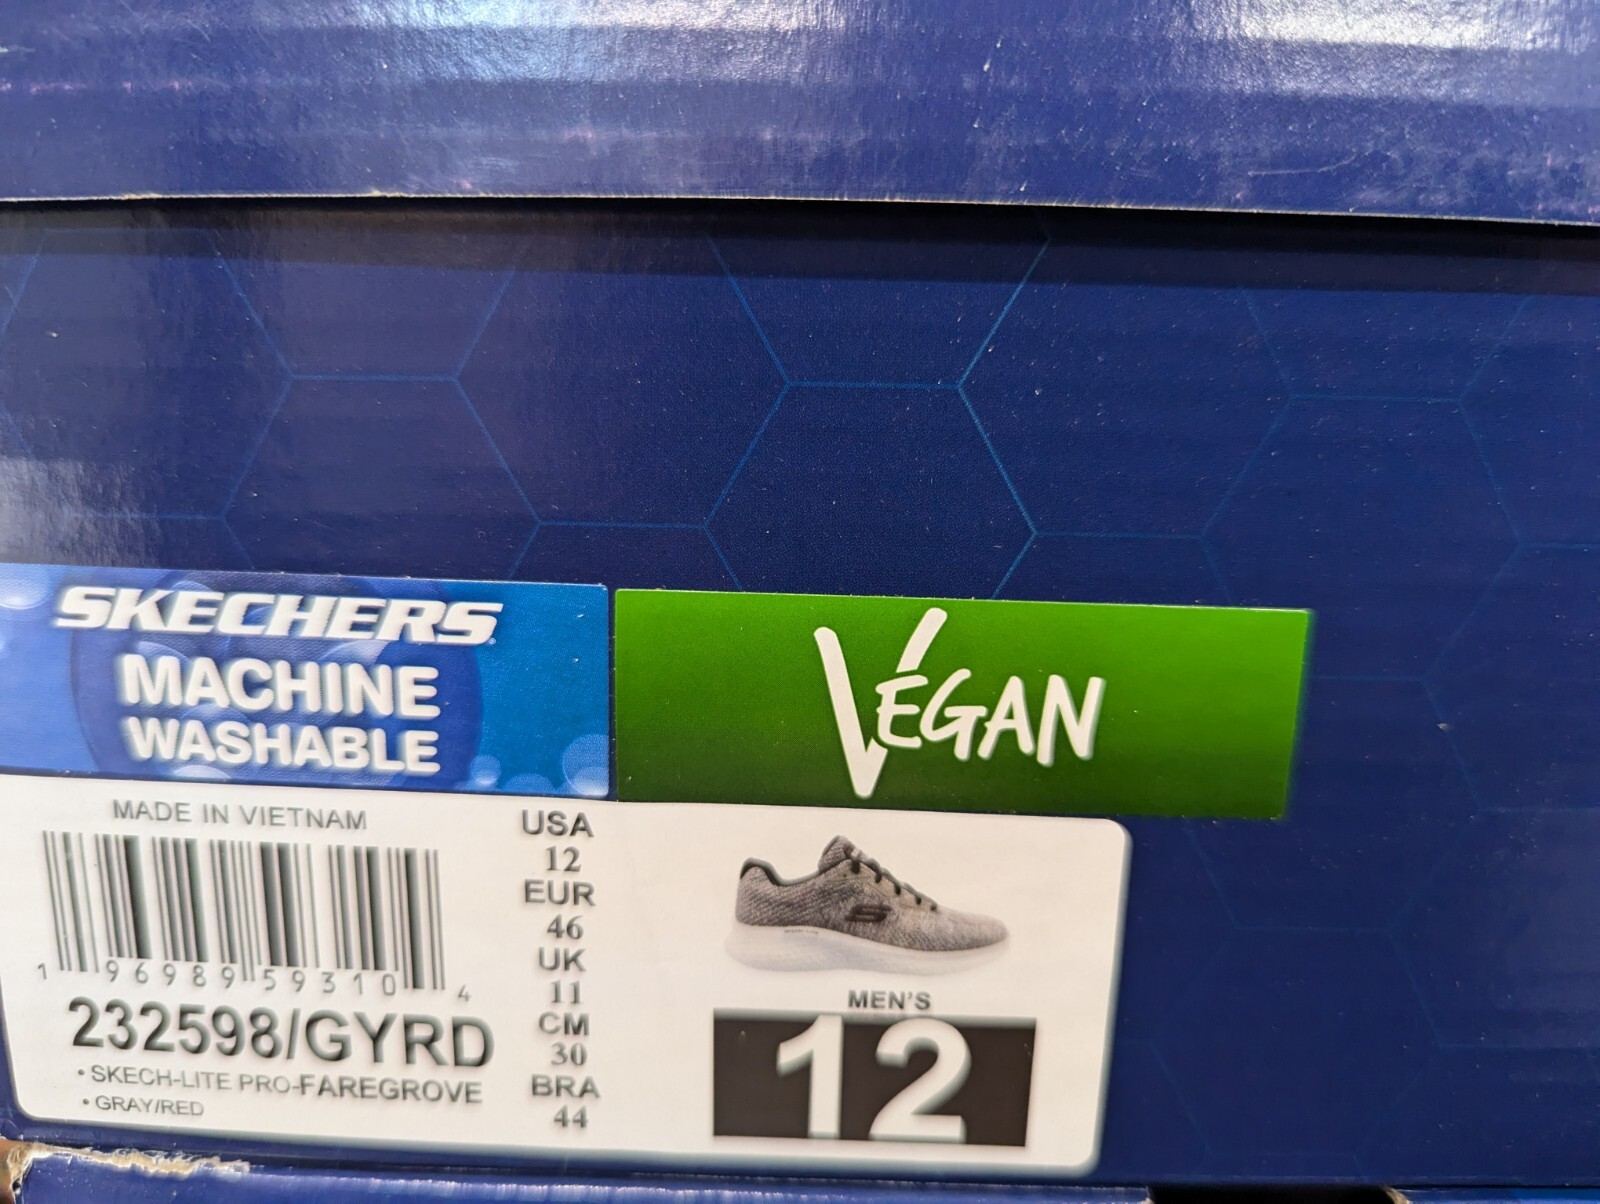 SKECHERS
MACHINE
WASHABLE
VEGAN
MADE IN VIETNAM
1 96989 59310 4
232598/GYRD
• SKECH-LITE PRO-FAREGROVE
• GRAY/RED
USA
12
EUR
46
UK
11
CM
30
BRA
44
MEN'S
12